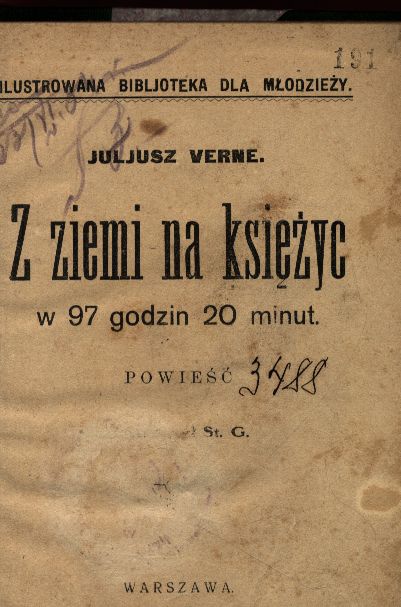 191
ILUSTROWANA BIBLJOTEKA DLA MŁODZIEŻY.
JULJUSZ VERNE.
Z ziemi na księżyc
w 97 godzin 20 minut.
POWIEŚĆ
3488
St. G.
WARSZAWA.